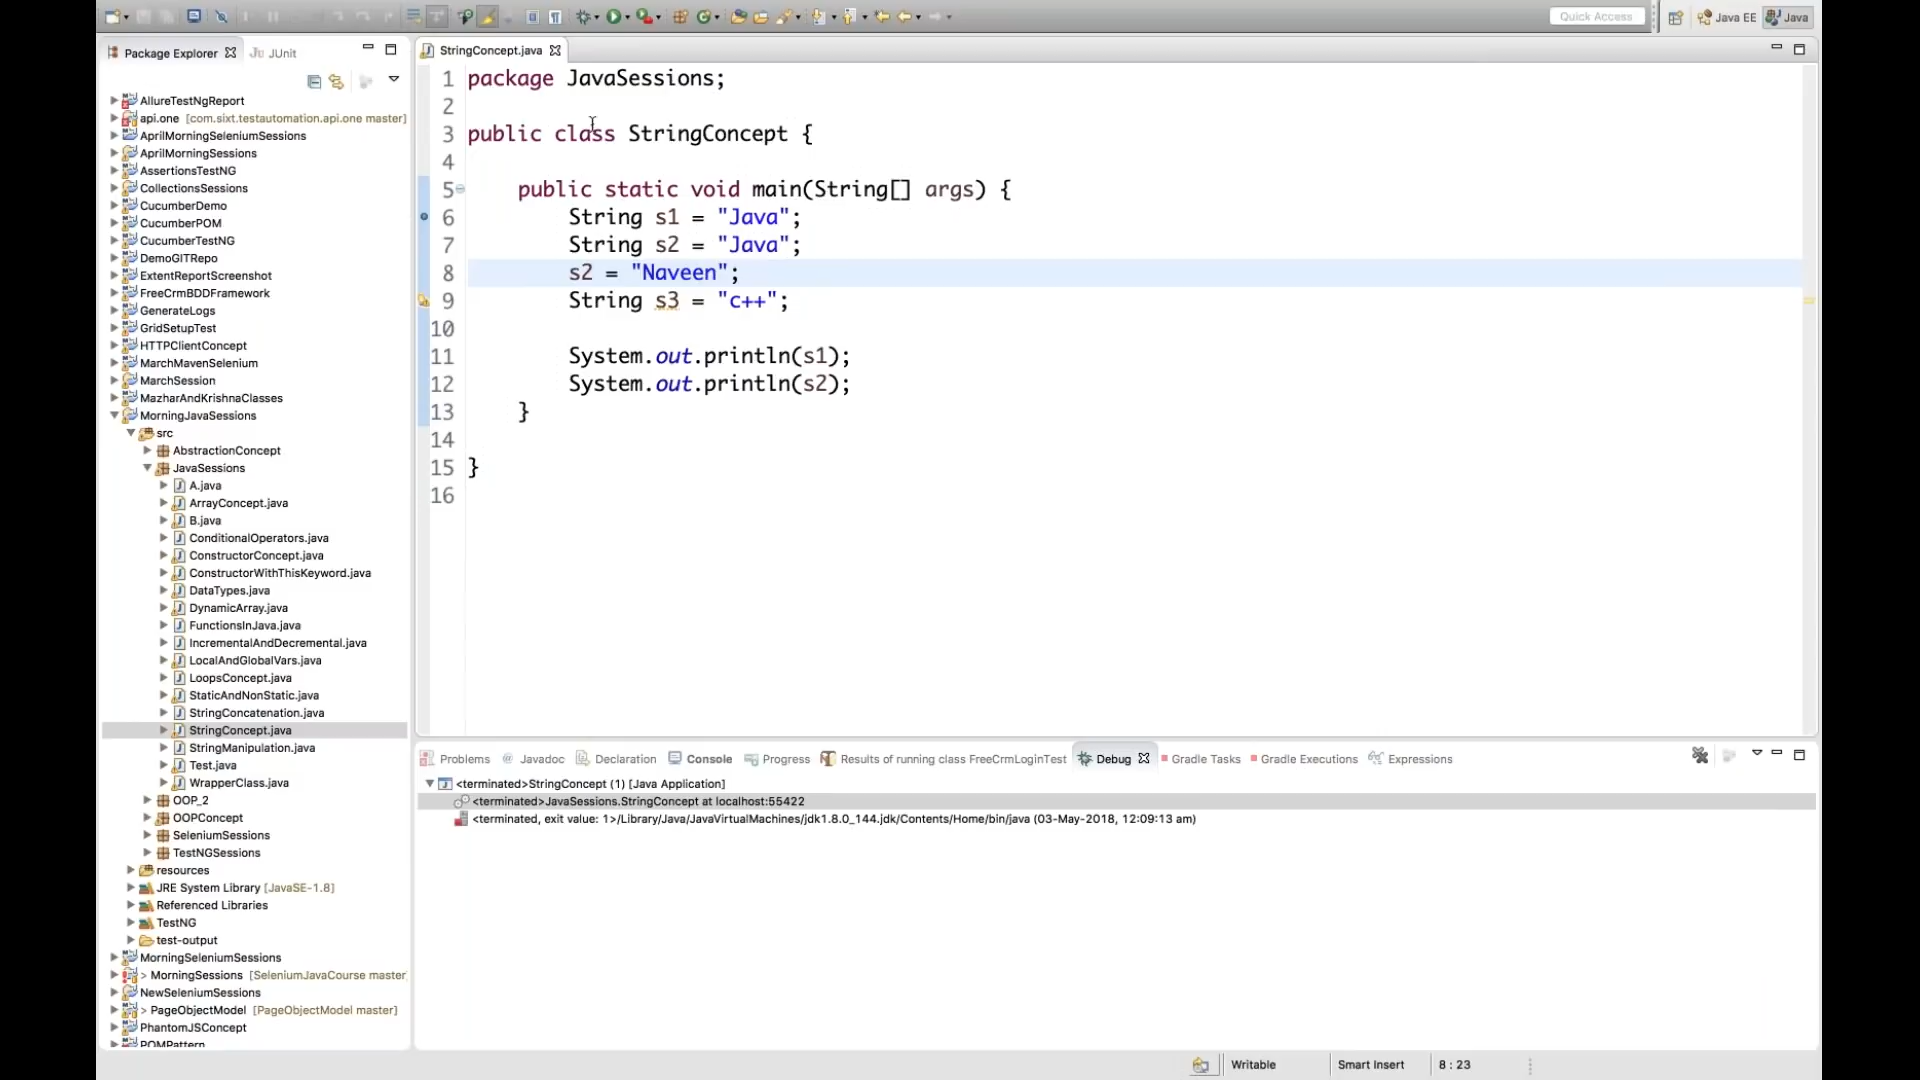 Quick Access
Java EE
Java
Package Explorer
JUnit
AllureTestNgReport
api.one [com.sixt.testautomation.api.one master]
AprilMorningSeleniumSessions
AprilMorningSessions
AssertionsTestNG
CollectionsSessions
CucumberDemo
CucumberPOM
CucumberTestNG
DemoGITRepo
ExtentReportScreenshot
FreeCrmBDDFramework
GenerateLogs
GridSetupTest
HTTPClientConcept
MarchMavenSelenium
MarchSession
MazharAndKrishnaClasses
MorningJavaSessions
src
AbstractionConcept
JavaSessions
A.java
ArrayConcept.java
B.java
ConditionalOperators.java
ConstructorConcept.java
ConstructorWithThisKeyword.java
DataTypes.java
DynamicArray.java
FunctionsInJava.java
IncrementalAndDecremental.java
LocalAndGlobalVars.java
LoopsConcept.java
StaticAndNonStatic.java
StringConcatenation.java
StringConcept.java
StringManipulation.java
Test.java
WrapperClass.java
OOP_2
OOPConcept
SeleniumSessions
TestNGSessions
resources
JRE System Library [JavaSE-1.8]
Referenced Libraries
TestNG
test-output
MorningSeleniumSessions
> MorningSessions [SeleniumJavaCourse master]
NewSeleniumSessions
> PageObjectModel [PageObjectModel master]
PhantomJSConcept
POMPattern
StringConcept.java
1 package JavaSessions;
2
3 public class StringConcept {
4
5 public static void main(String[] args) {
6 String s1 = "Java";
7 String s2 = "Java";
8 s2 = "Naveen";
9 String s3 = "c++";
10
11 System.out.println(s1);
12 System.out.println(s2);
13 }
14
15 }
16
Problems @ Javadoc Declaration Console Progress Results of running class FreeCrmLoginTest Debug Gradle Tasks Gradle Executions Expressions
<terminated>StringConcept (1) [Java Application]
<terminated>JavaSessions.StringConcept at localhost:55422
<terminated, exit value: 1>/Library/Java/JavaVirtualMachines/jdk1.8.0_144.jdk/Contents/Home/bin/java (03-May-2018, 12:09:13 am)
Writable Smart Insert 8 : 23